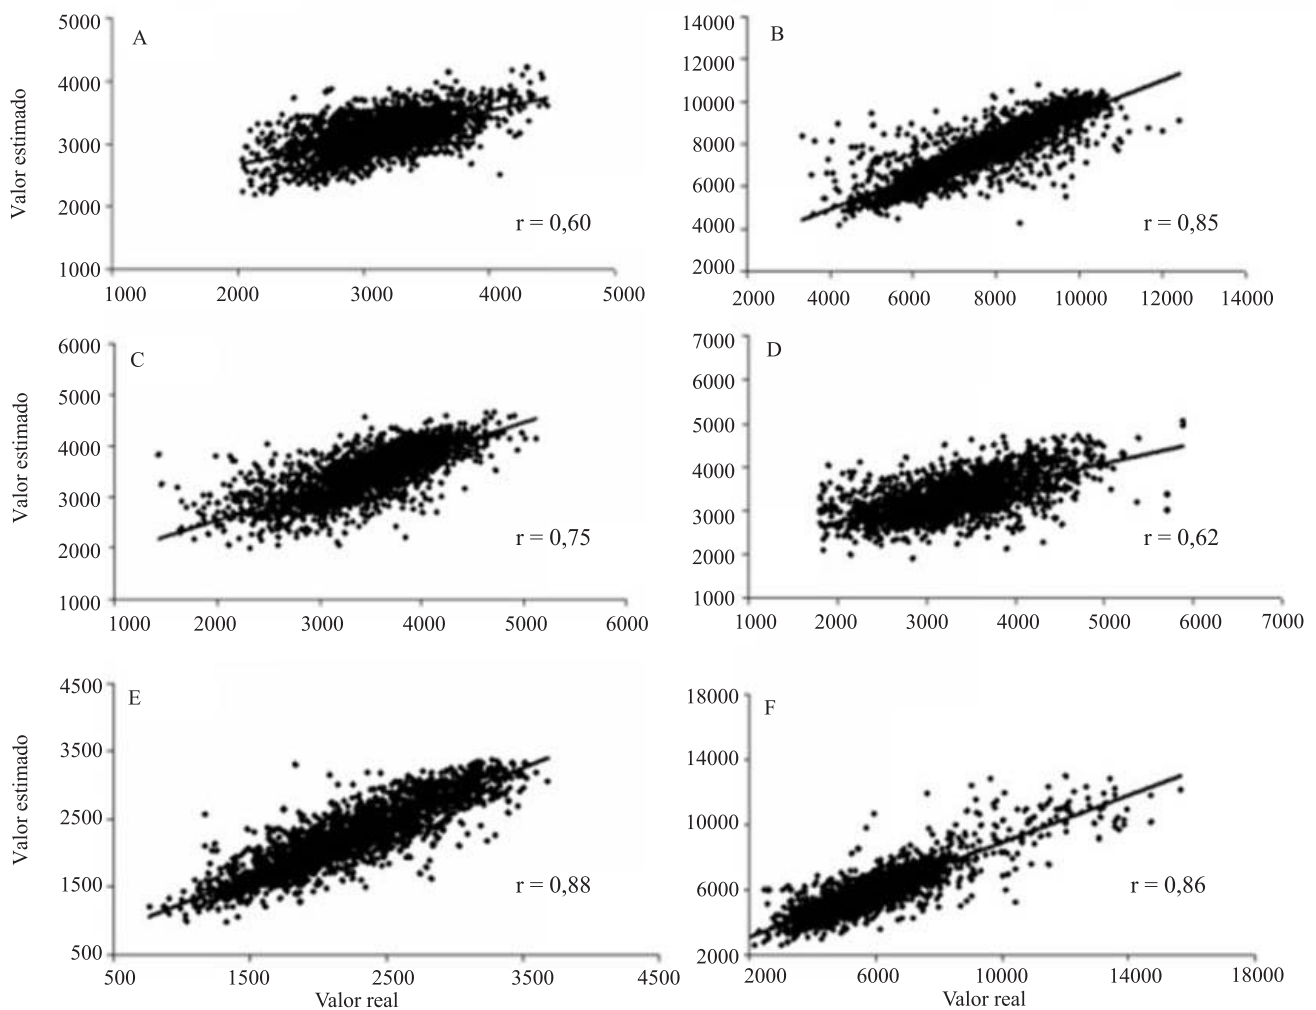 A
Valor estimado
5000
4000
3000
2000
1000
r = 0,60
1000 2000 3000 4000 5000
B
14000
12000
10000
8000
6000
4000
2000
r = 0,85
2000 4000 6000 8000 10000 12000 14000
C
Valor estimado
6000
5000
4000
3000
2000
1000
r = 0,75
1000 2000 3000 4000 5000 6000
D
7000
6000
5000
4000
3000
2000
1000
r = 0,62
1000 2000 3000 4000 5000 6000 7000
E
Valor estimado
4500
3500
2500
1500
500
r = 0,88
500 1500 2500 3500 4500
Valor real
F
18000
14000
10000
6000
2000
r = 0,86
2000 6000 10000 14000 18000
Valor real